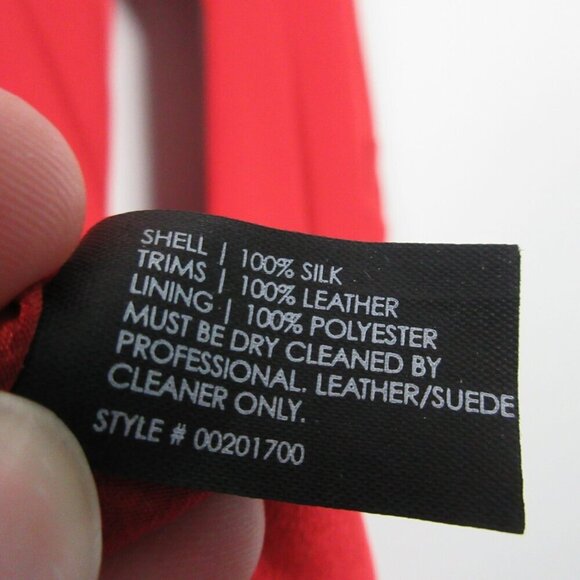 SHELL | 100% SILK
TRIMS | 100% LEATHER
LINING | 100% POLYESTER
MUST BE DRY CLEANED BY
PROFESSIONAL. LEATHER/SUEDE
CLEANER ONLY.
STYLE # 00201700